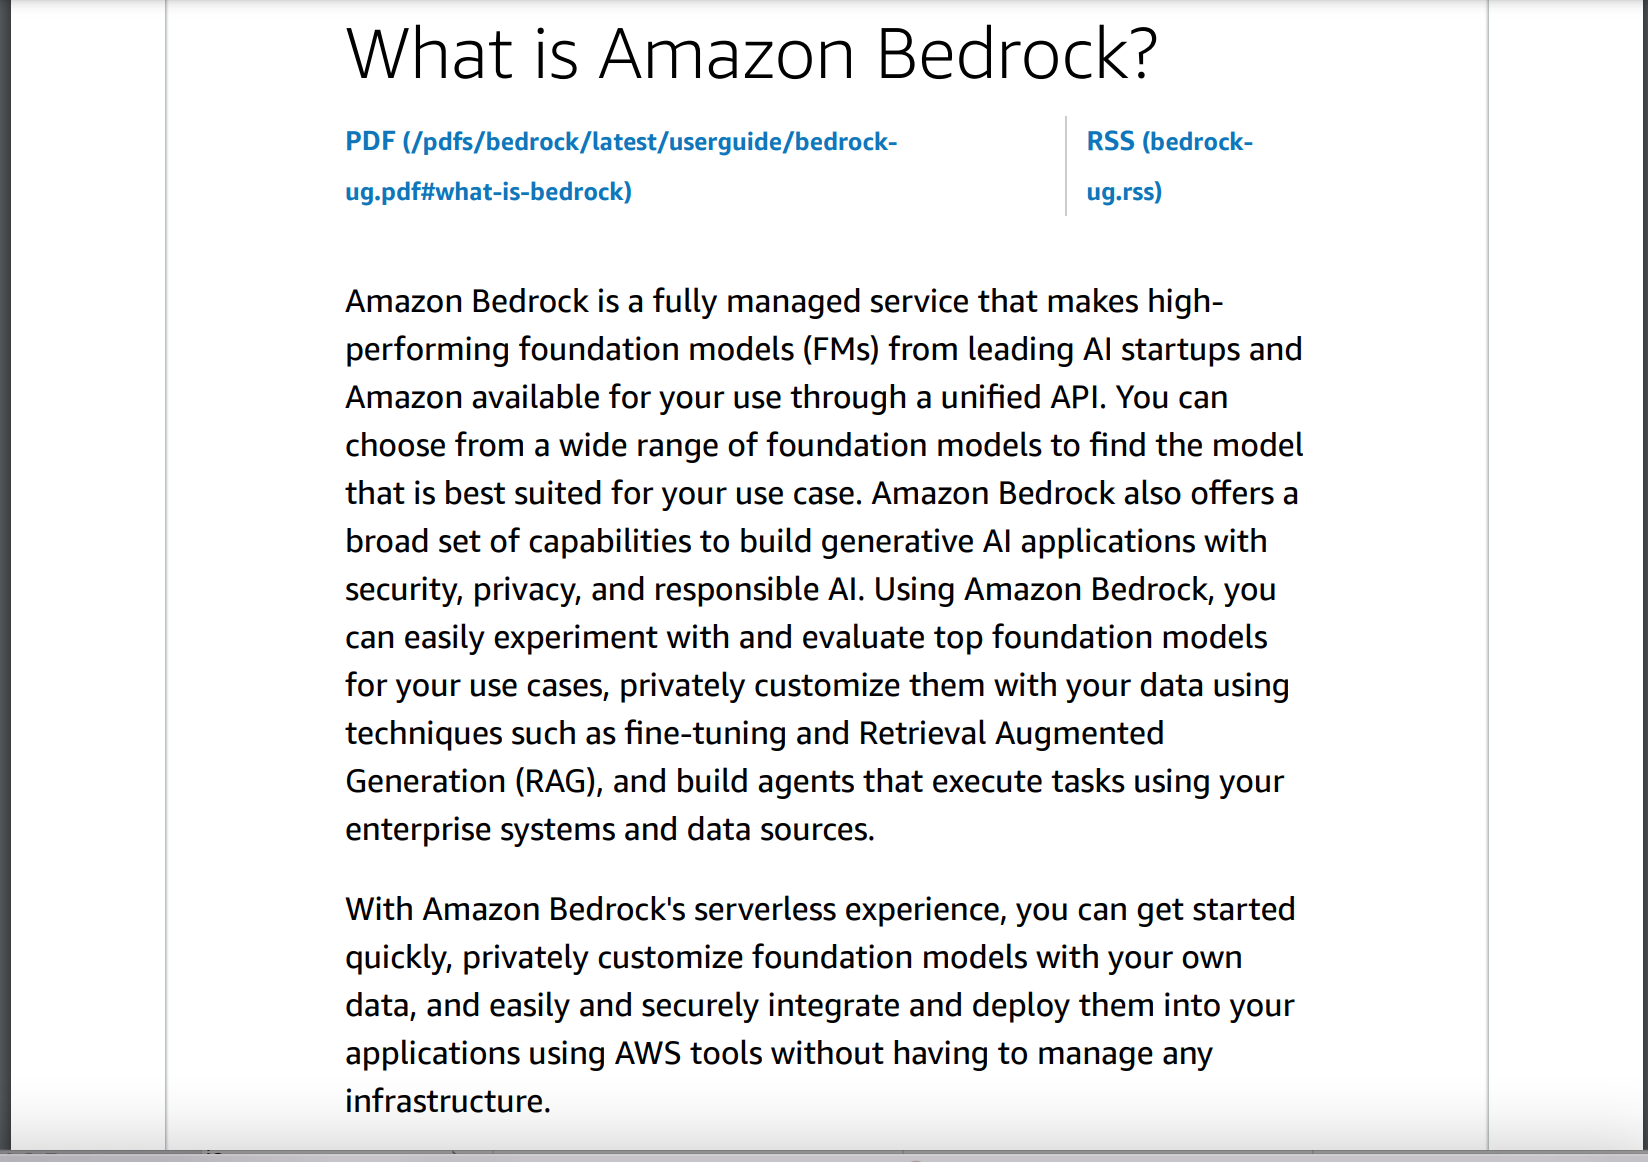 What is Amazon Bedrock?
PDF (/pdfs/bedrock/latest/userguide/bedrock-
ug.pdf#what-is-bedrock)
RSS (bedrock-
ug.rss)
Amazon Bedrock is a fully managed service that makes high-
performing foundation models (FMs) from leading AI startups and
Amazon available for your use through a unified API. You can
choose from a wide range of foundation models to find the model
that is best suited for your use case. Amazon Bedrock also offers a
broad set of capabilities to build generative AI applications with
security, privacy, and responsible AI. Using Amazon Bedrock, you
can easily experiment with and evaluate top foundation models
for your use cases, privately customize them with your data using
techniques such as fine-tuning and Retrieval Augmented
Generation (RAG), and build agents that execute tasks using your
enterprise systems and data sources.
With Amazon Bedrock's serverless experience, you can get started
quickly, privately customize foundation models with your own
data, and easily and securely integrate and deploy them into your
applications using AWS tools without having to manage any
infrastructure.